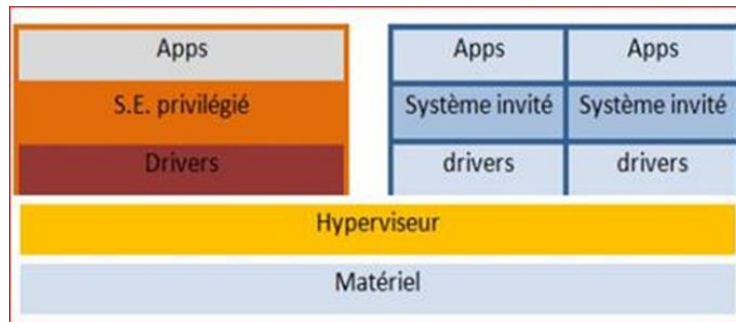 Apps Apps Apps
S.E. privilégié Système invité Système invité
Drivers drivers drivers
Hyperviseur
Matériel